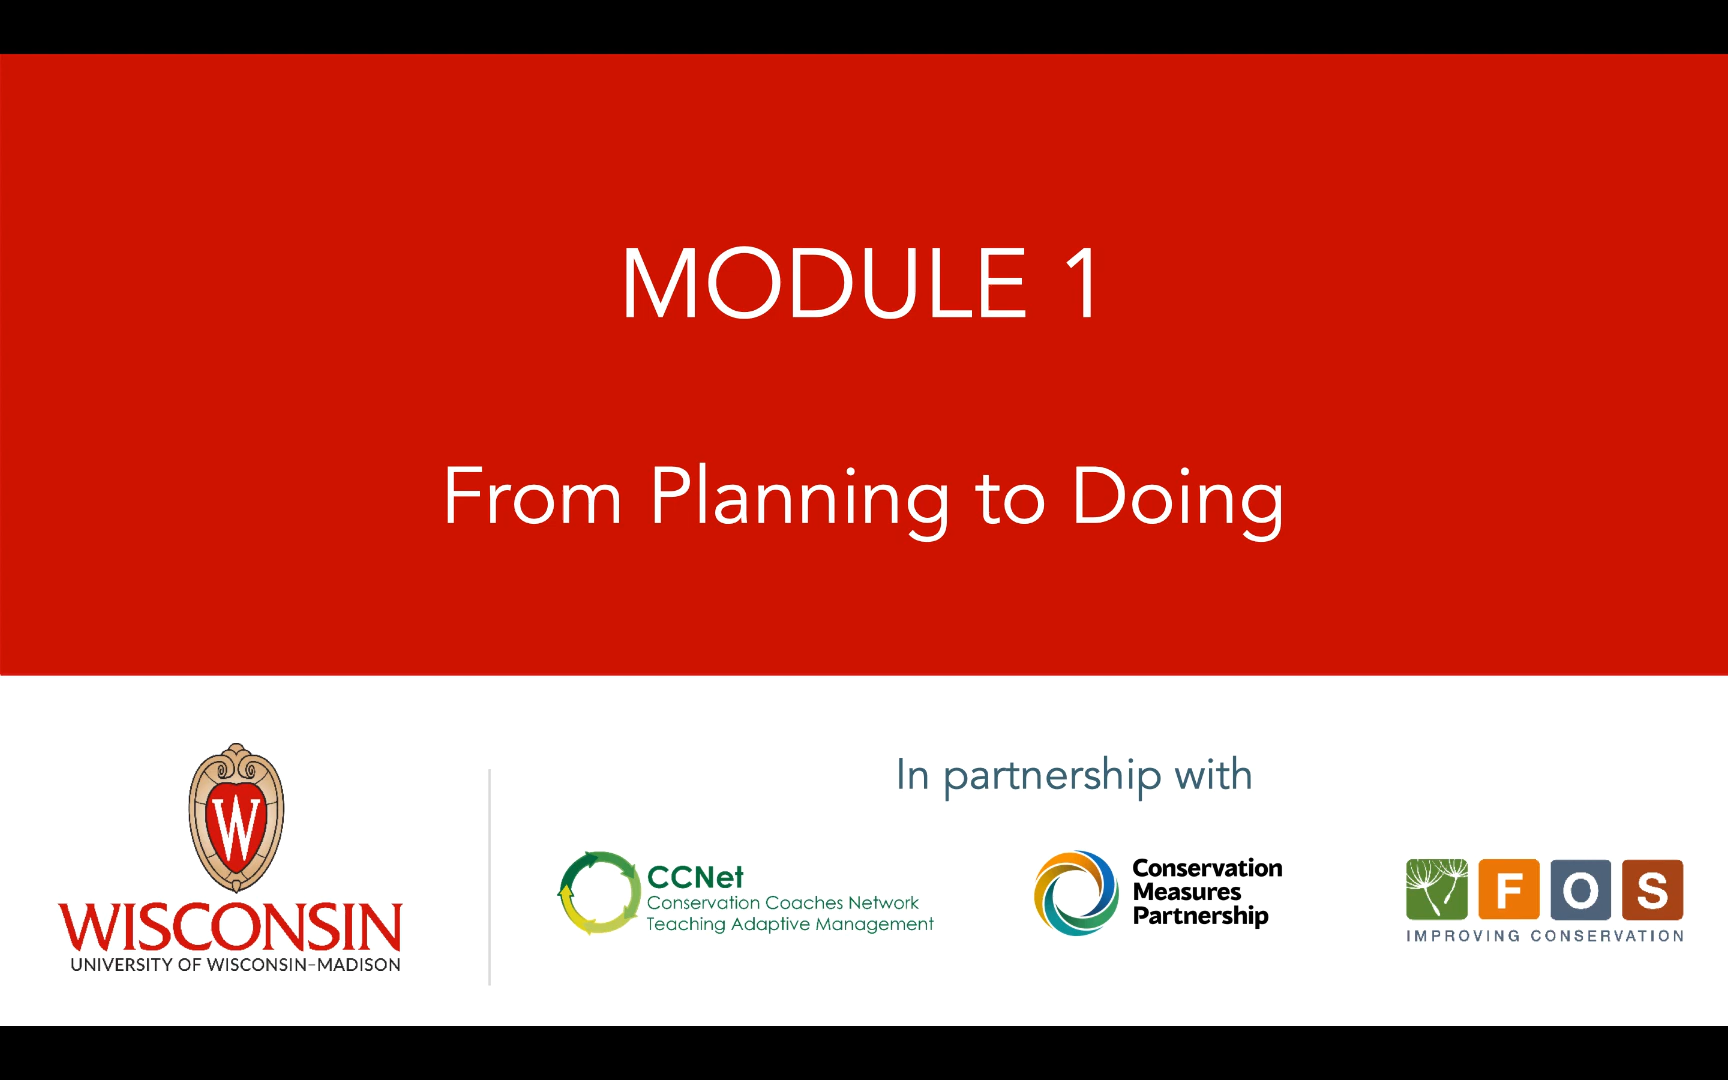 MODULE 1
From Planning to Doing
W
WISCONSIN
UNIVERSITY OF WISCONSIN–MADISON
In partnership with
CCNet
Conservation Coaches Network
Teaching Adaptive Management
Conservation
Measures
Partnership
FOS
IMPROVING CONSERVATION